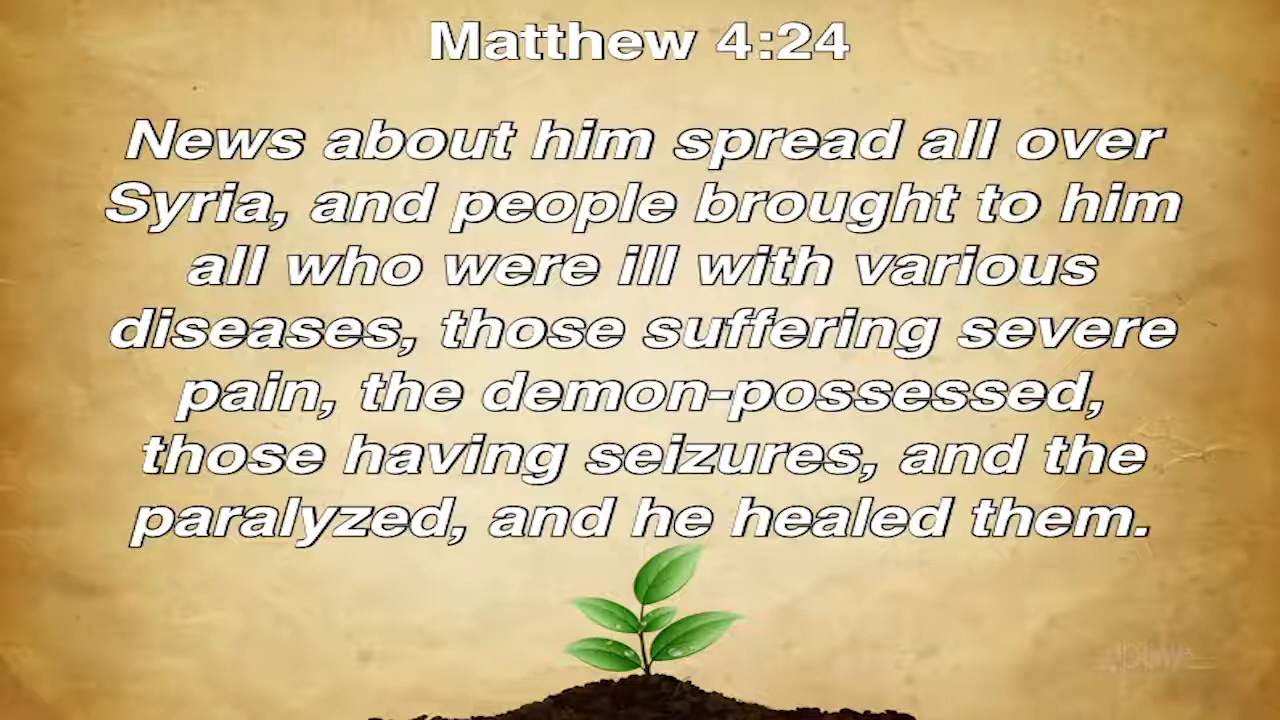 Matthew 4:24
News about him spread all over
Syria, and people brought to him
all who were ill with various
diseases, those suffering severe
pain, the demon-possessed,
those having seizures, and the
paralyzed, and he healed them.